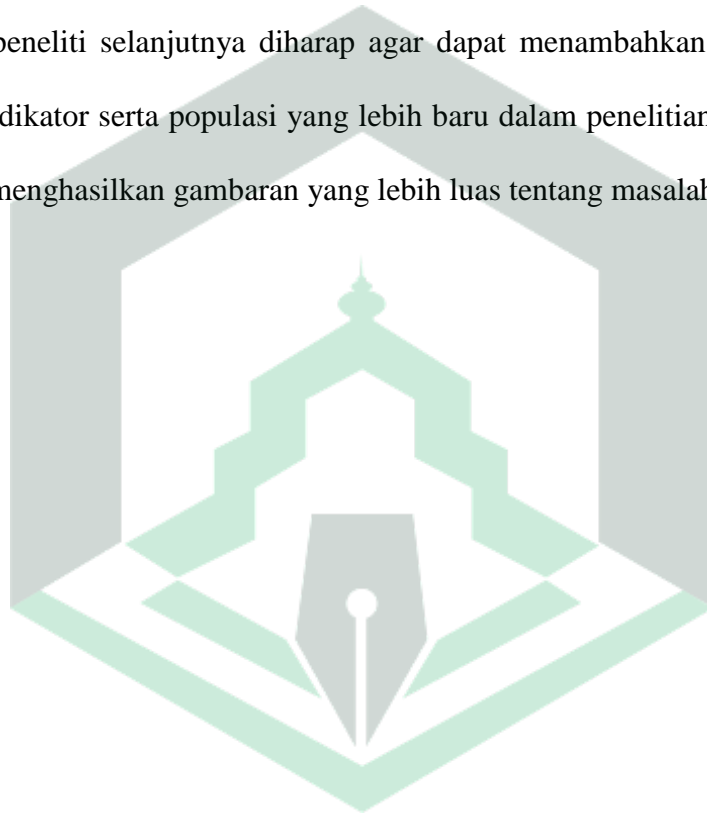 peneliti selanjutnya diharap agar dapat menambahkan
dikator serta populasi yang lebih baru dalam penelitian
menghasilkan gambaran yang lebih luas tentang masalah